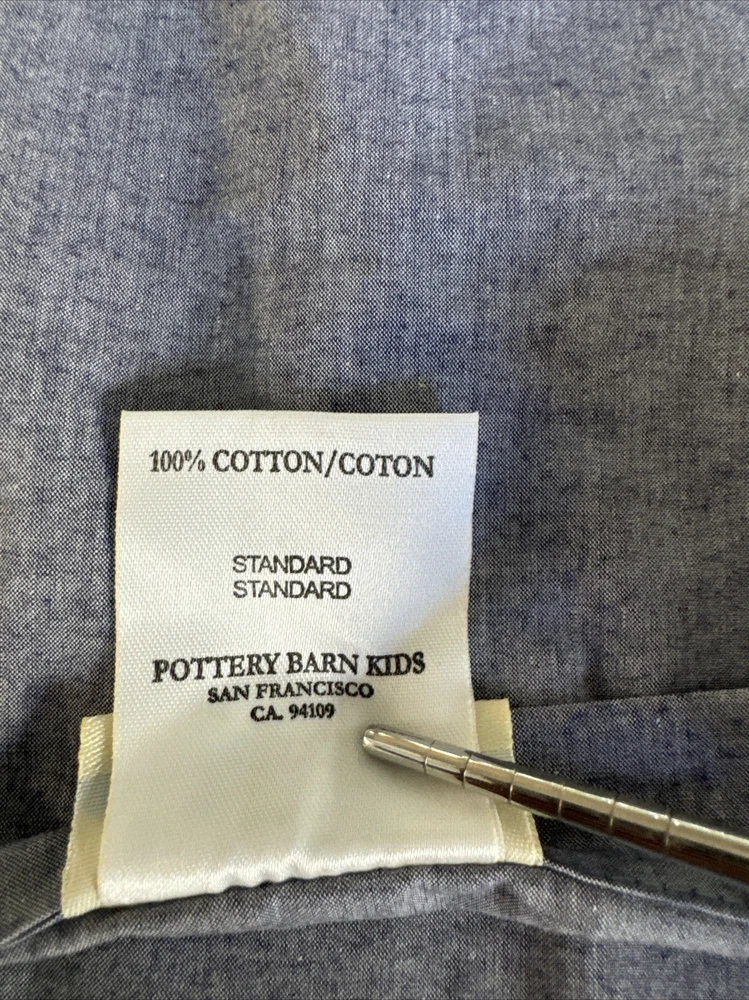 100% COTTON/COTON
STANDARD
STANDARD
POTTERY BARN KIDS
SAN FRANCISCO
CA. 94109